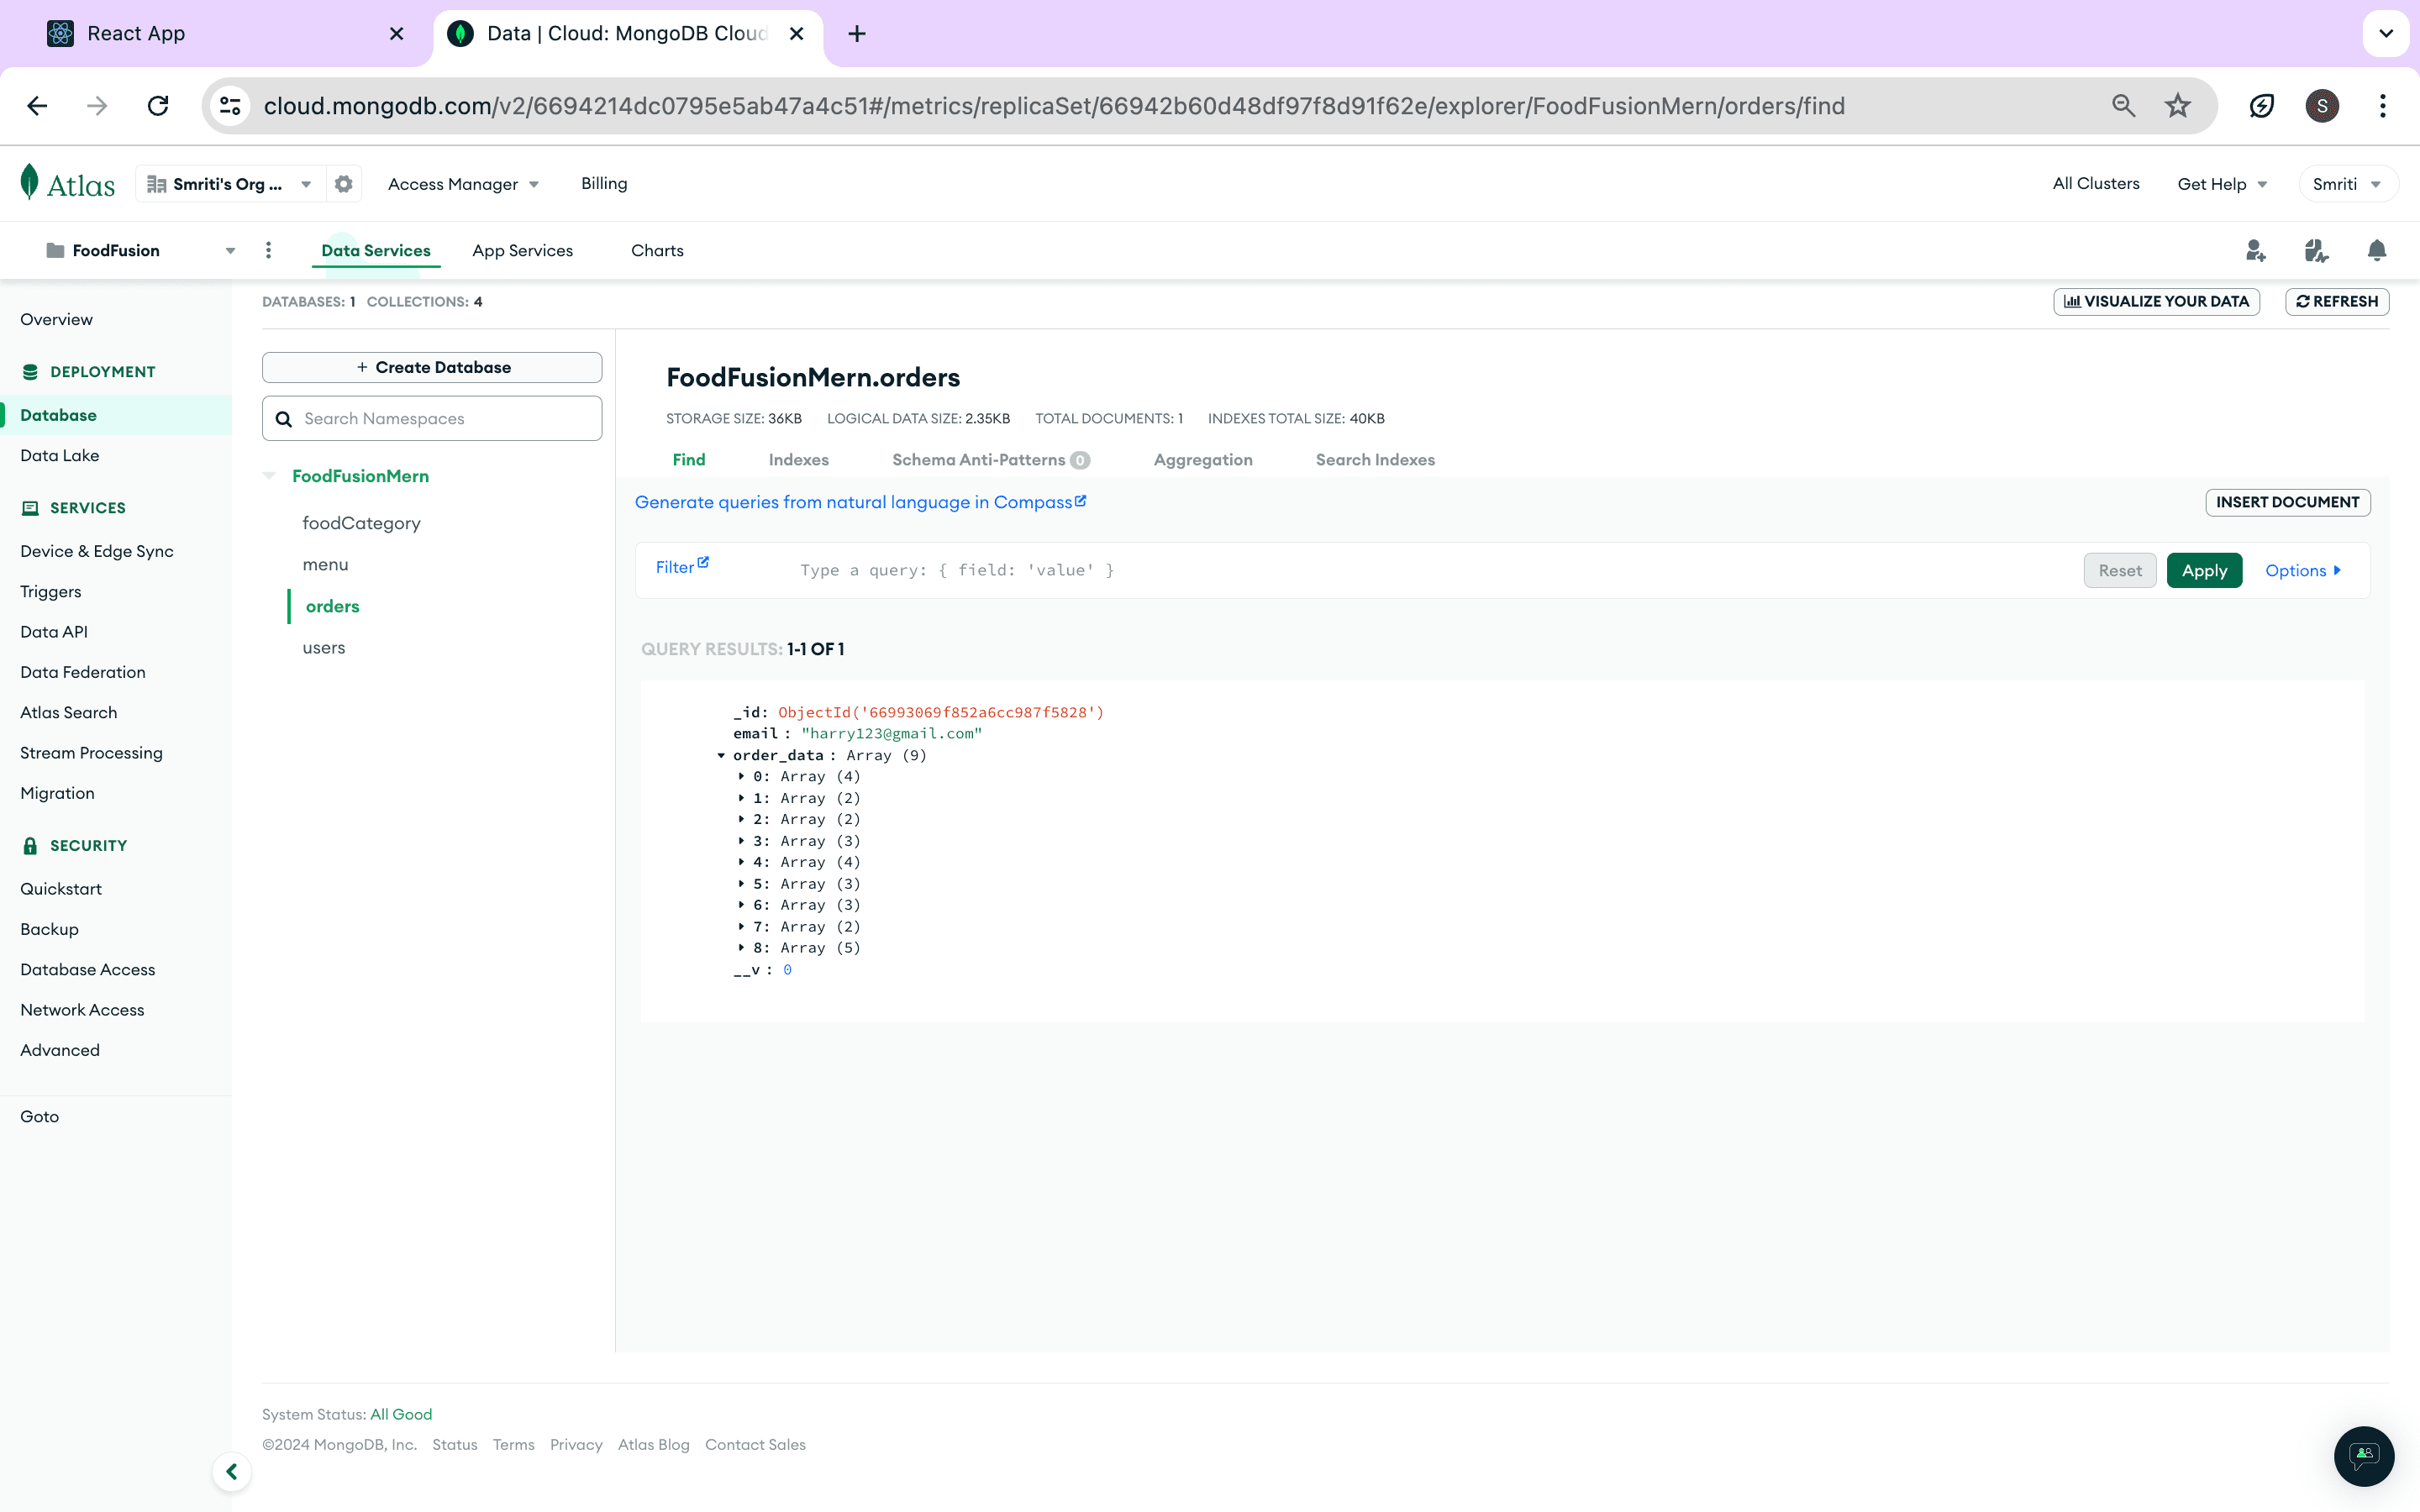 React App
Data | Cloud: MongoDB Cloud
cloud.mongodb.com/v2/6694214dc0795e5ab47a4c51#/metrics/replicaSet/66942b60d48df97f8d91f62e/explorer/FoodFusionMern/orders/find
S
Atlas
Smriti's Org ...
Access Manager
Billing
All Clusters
Get Help
Smriti
FoodFusion
Data Services
App Services
Charts
Overview
DEPLOYMENT
Database
Data Lake
SERVICES
Device & Edge Sync
Triggers
Data API
Data Federation
Atlas Search
Stream Processing
Migration
SECURITY
Quickstart
Backup
Database Access
Network Access
Advanced
Goto
DATABASES: 1 COLLECTIONS: 4
VISUALIZE YOUR DATA
REFRESH
+ Create Database
Search Namespaces
FoodFusionMern
foodCategory
menu
orders
users
FoodFusionMern.orders
STORAGE SIZE: 36KB LOGICAL DATA SIZE: 2.35KB TOTAL DOCUMENTS: 1 INDEXES TOTAL SIZE: 40KB
Find Indexes Schema Anti-Patterns 0 Aggregation Search Indexes
Generate queries from natural language in Compass
INSERT DOCUMENT
Filter
Type a query: { field: 'value' }
Reset
Apply
Options
QUERY RESULTS: 1-1 OF 1
_id: ObjectId('66993069f852a6cc987f5828')
email : "harry123@gmail.com"
order_data : Array (9)
0: Array (4)
1: Array (2)
2: Array (2)
3: Array (3)
4: Array (4)
5: Array (3)
6: Array (3)
7: Array (2)
8: Array (5)
__v : 0
System Status: All Good
©2024 MongoDB, Inc. Status Terms Privacy Atlas Blog Contact Sales